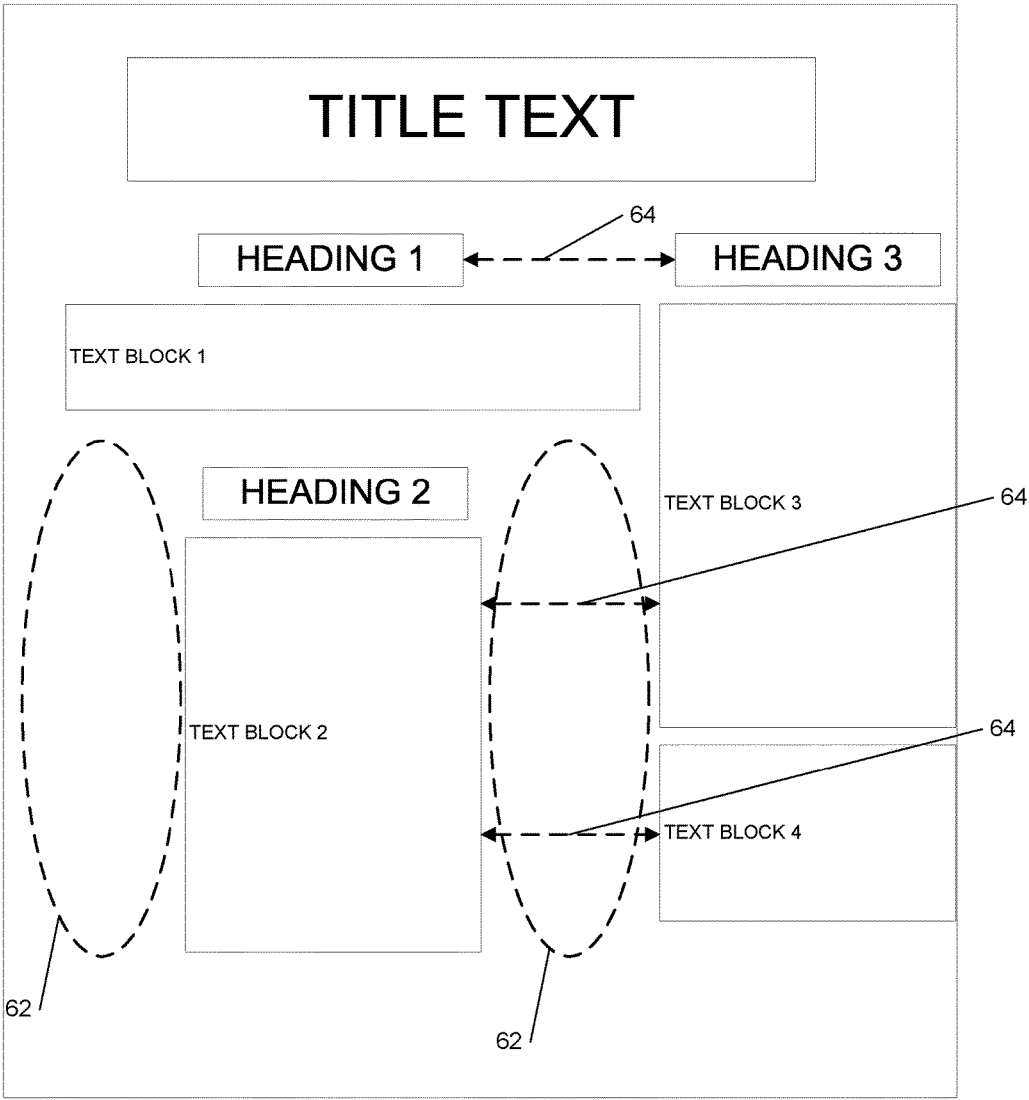 TITLE TEXT
64
HEADING 1
HEADING 3
TEXT BLOCK 1
HEADING 2
TEXT BLOCK 3
64
TEXT BLOCK 2
64
TEXT BLOCK 4
62
62